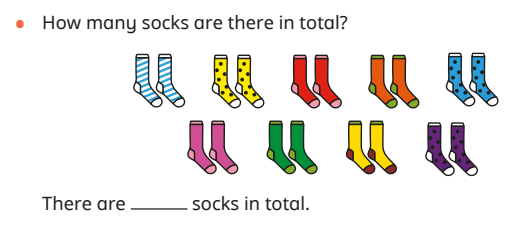 How many socks are there in total?
There are ______ socks in total.